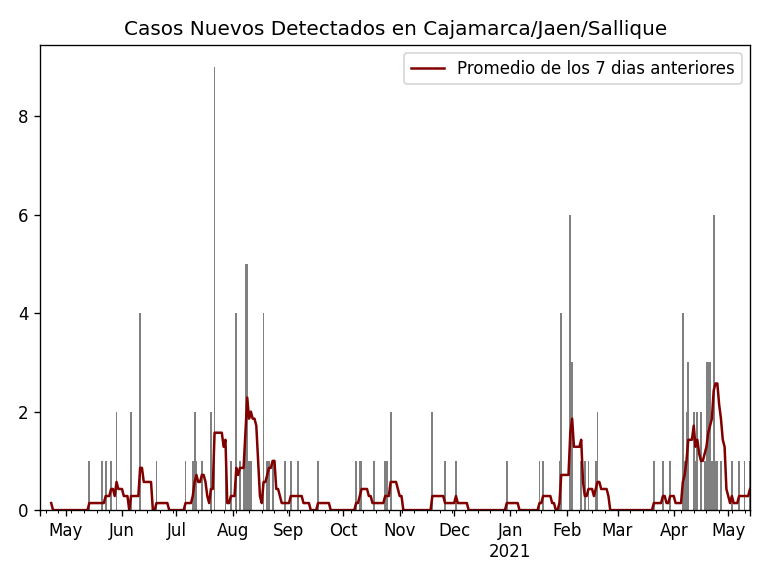 Casos Nuevos Detectados en Cajamarca/Jaen/Sallique
Promedio de los 7 dias anteriores
8
6
4
2
0
May Jun Jul Aug Sep Oct Nov Dec Jan Feb Mar Apr May
2021